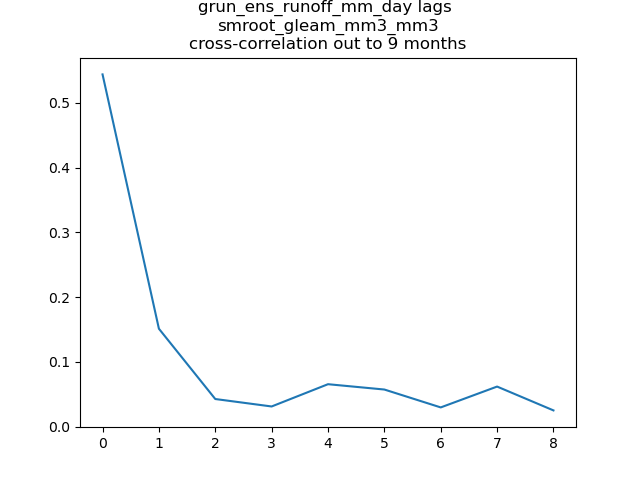 grun_ens_runoff_mm_day lags
smroot_gleam_mm3_mm3
cross-correlation out to 9 months
0.5
0.4
0.3
0.2
0.1
0.0
0 1 2 3 4 5 6 7 8